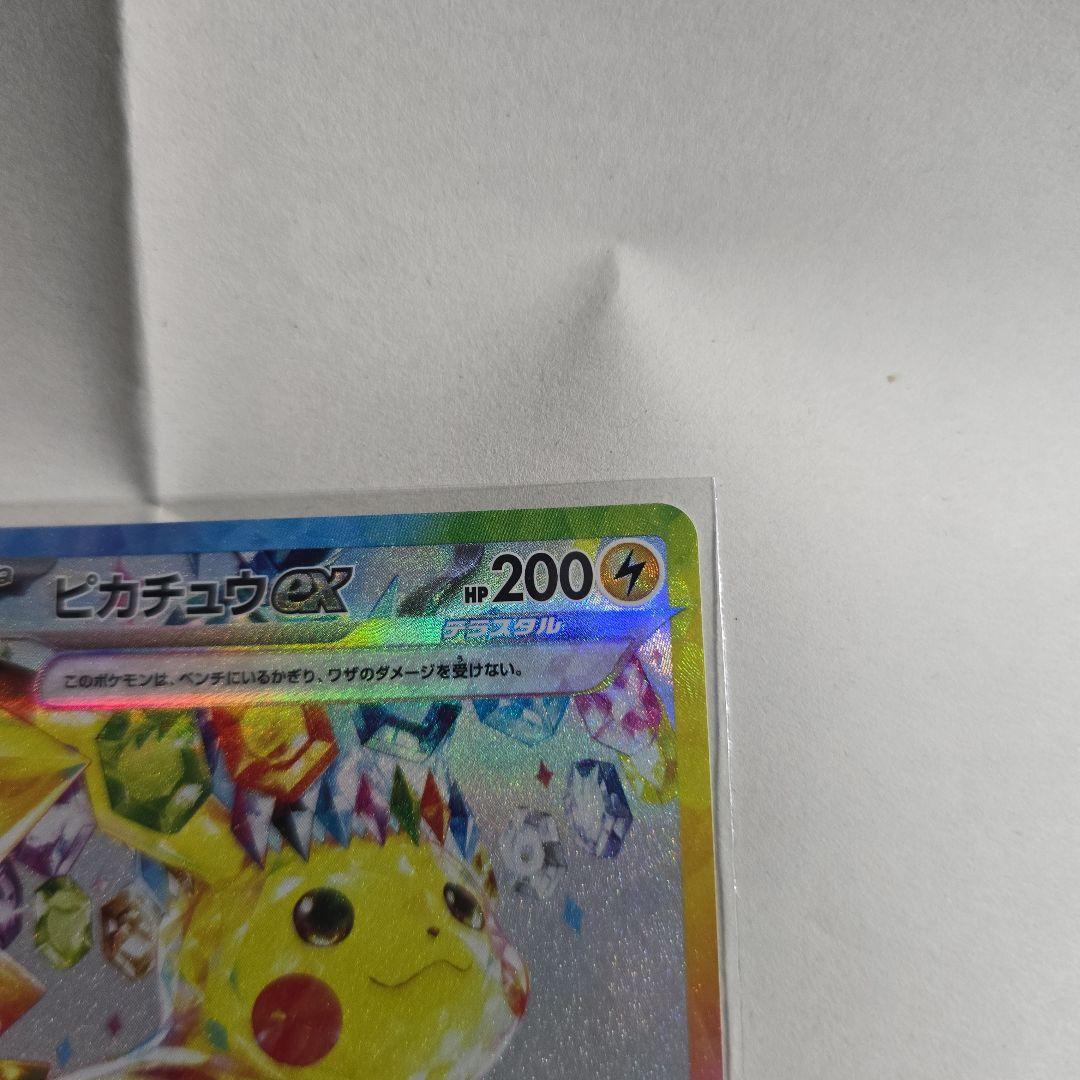 ピカチュウex HP200
テラスタル
このポケモンは、ベンチにいるかぎり、ワザのダメージを受けない。